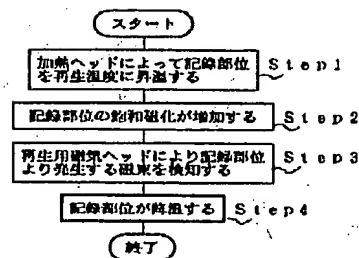 スタート
加熱ヘッドによって記録部位
を再生温度に昇温する
Step1
記録部位の飽和磁化が増加する
Step2
再生用磁気ヘッドにより記録部位
より発生する磁束を検知する
Step3
記録部位が降温する
Step4
終了